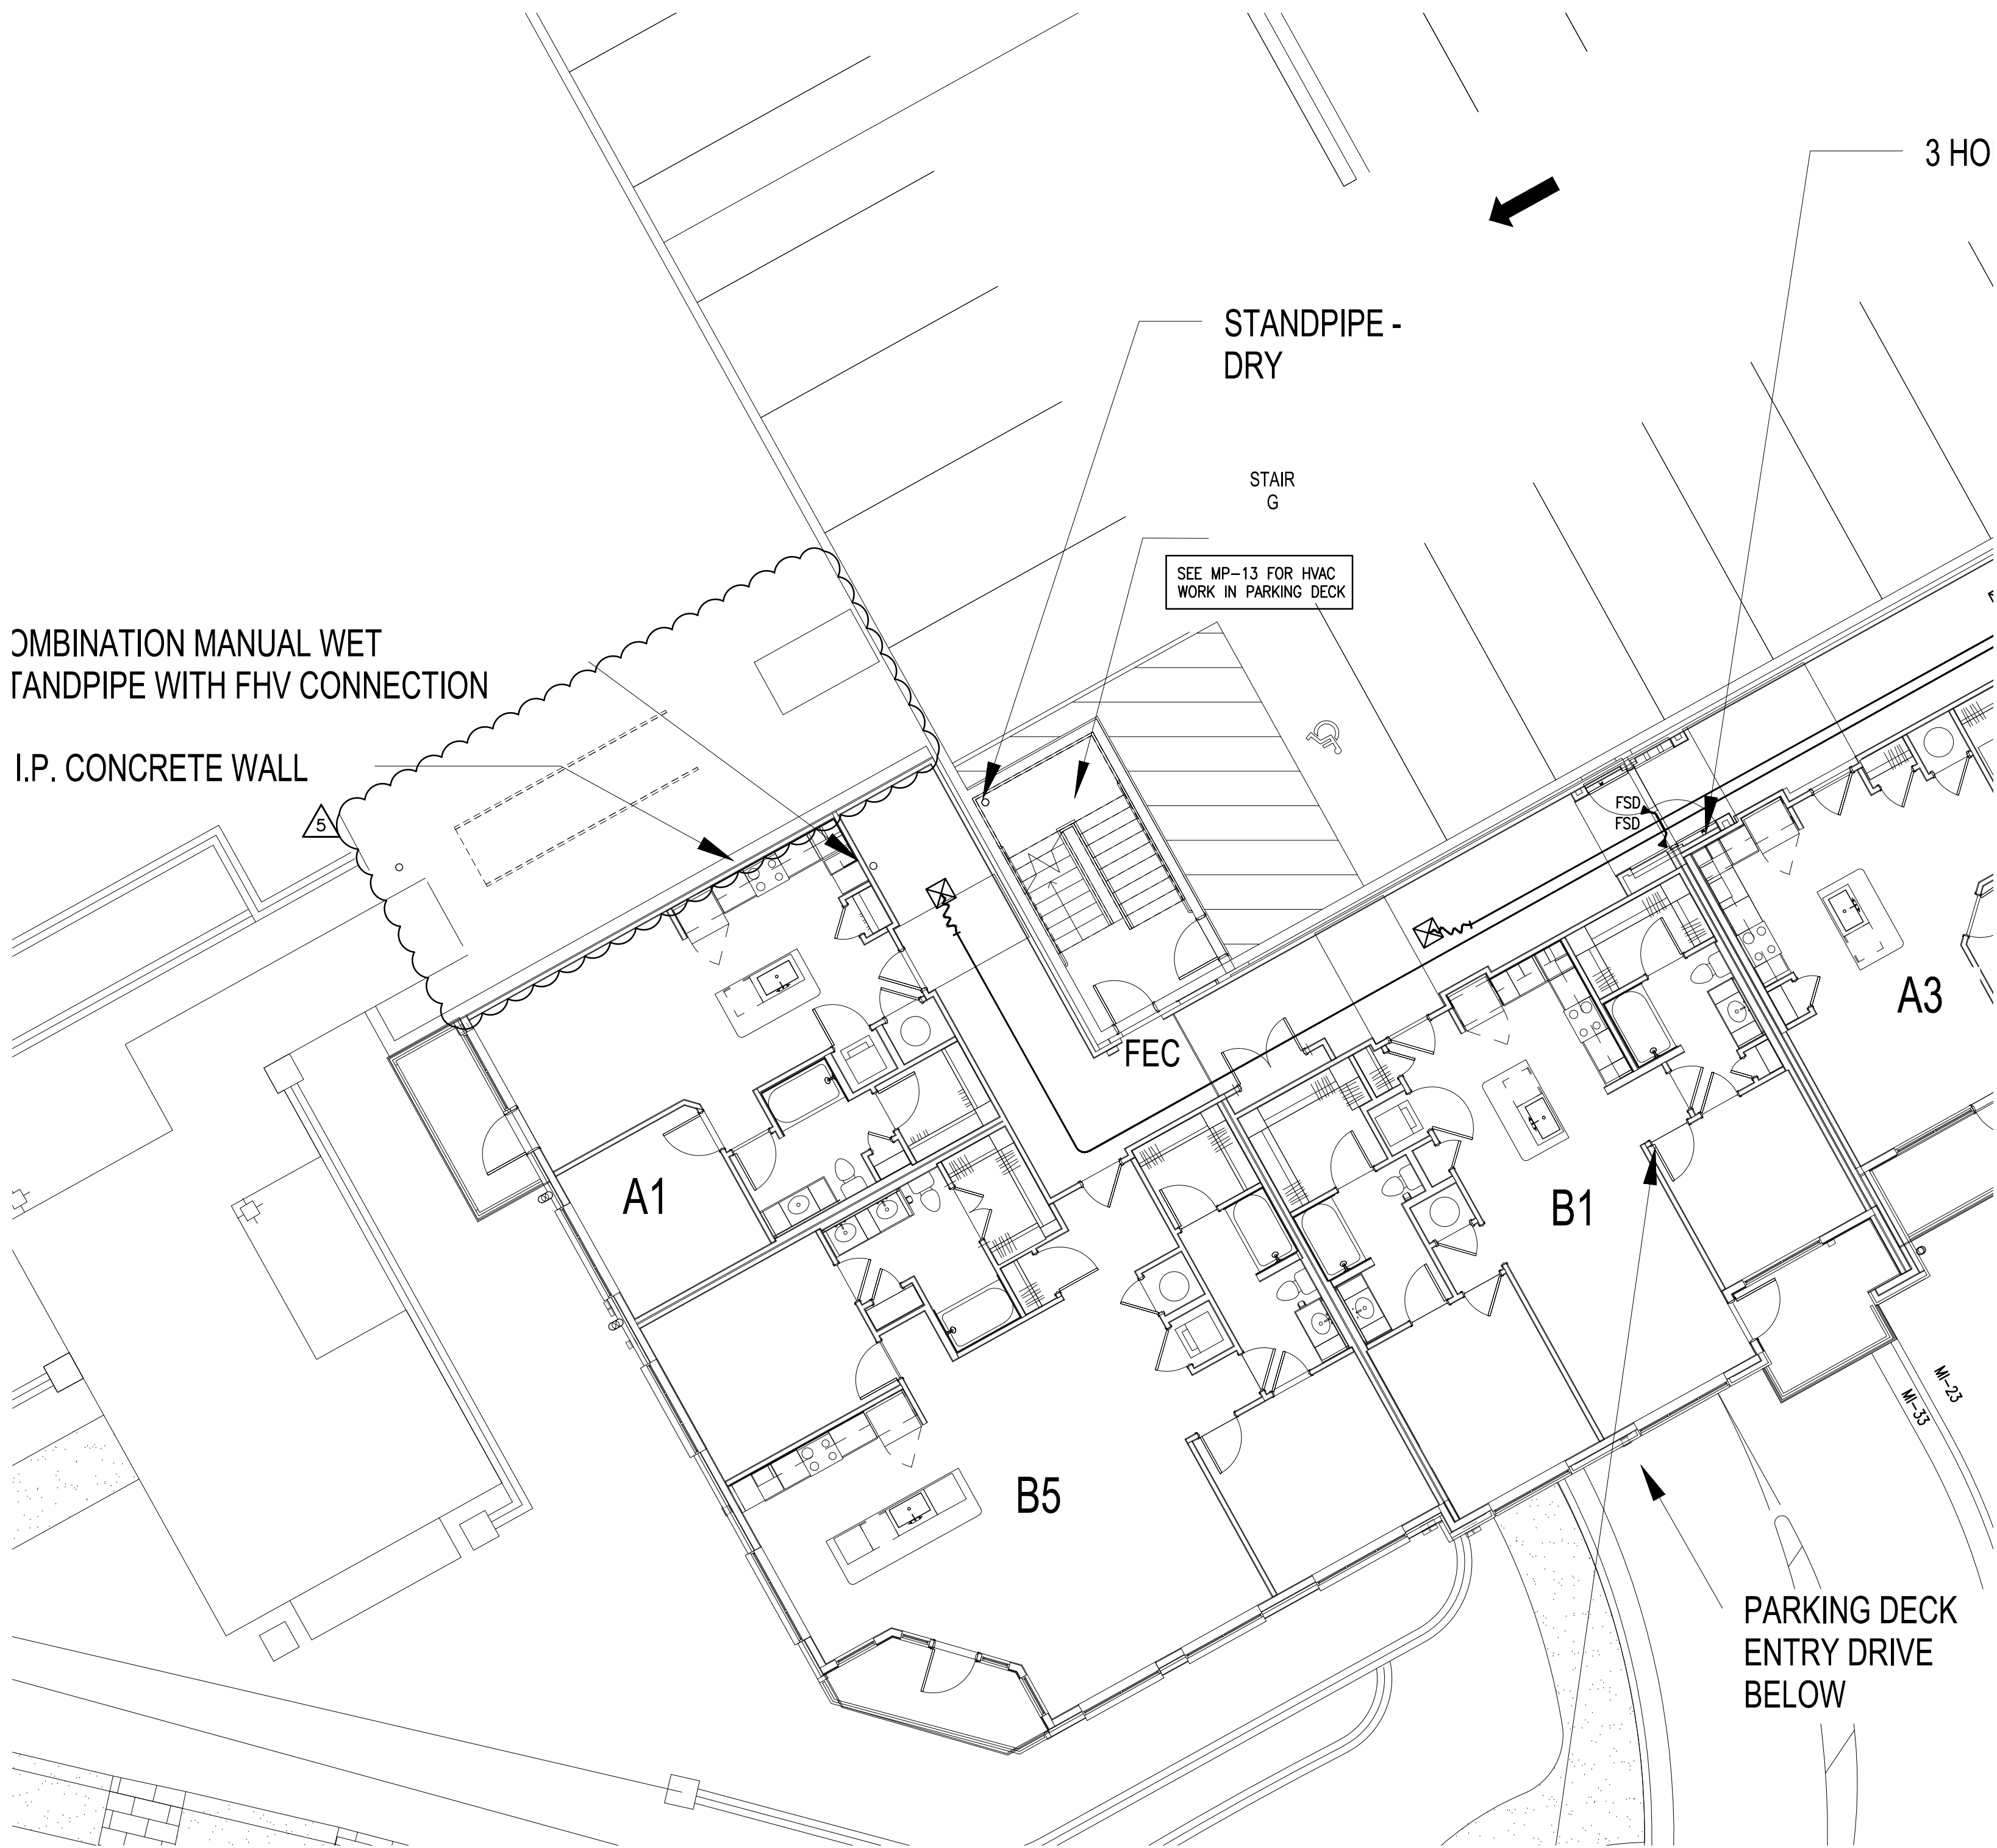 3 HO
STANDPIPE -
DRY
STAIR
G
SEE MP-13 FOR HVAC
WORK IN PARKING DECK
OMBINATION MANUAL WET
TANDPIPE WITH FHV CONNECTION
I.P. CONCRETE WALL
5
FSD
FSD
A3
FEC
A1
B1
MI-23
MI-33
B5
PARKING DECK
ENTRY DRIVE
BELOW